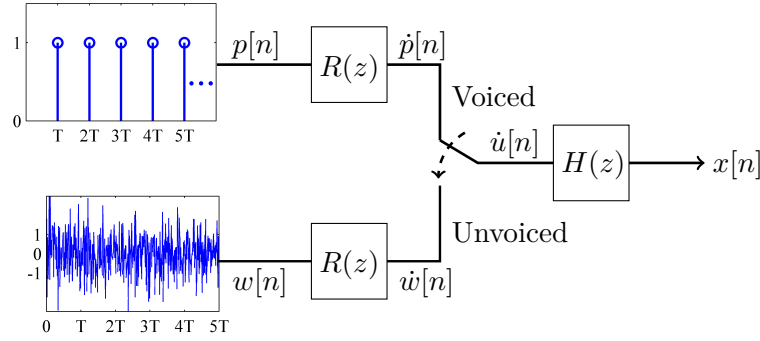 1
0
T 2T 3T 4T 5T
p[n]
R(z)
ṗ[n]
Voiced
u̇[n]
H(z)
x[n]
Unvoiced
1
0
-1
0 T 2T 3T 4T 5T
w[n]
R(z)
ẇ[n]